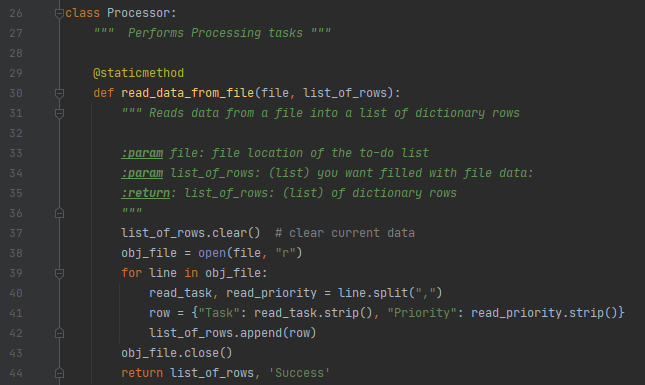 26 class Processor:
27     """  Performs Processing tasks """
28
29     @staticmethod
30     def read_data_from_file(file, list_of_rows):
31         """ Reads data from a file into a list of dictionary rows
32
33         :param file: file location of the to-do list
34         :param list_of_rows: (list) you want filled with file data:
35         :return: list_of_rows: (list) of dictionary rows
36         """
37         list_of_rows.clear()  # clear current data
38         obj_file = open(file, "r")
39         for line in obj_file:
40             read_task, read_priority = line.split(",")
41             row = {"Task": read_task.strip(), "Priority": read_priority.strip()}
42             list_of_rows.append(row)
43         obj_file.close()
44         return list_of_rows, 'Success'